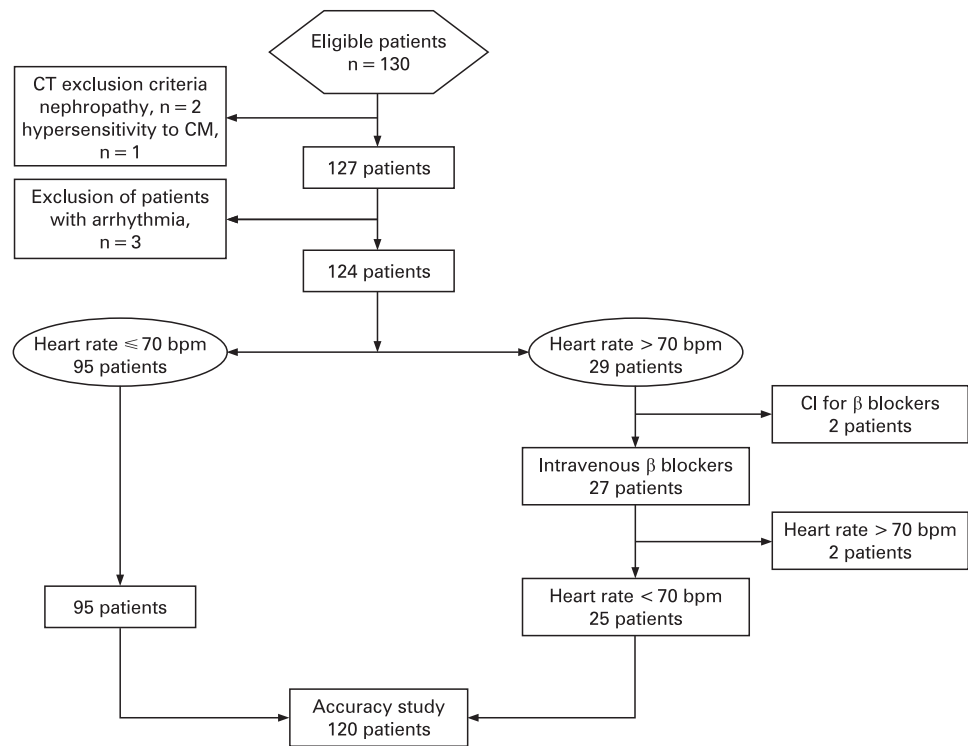 Eligible patients
n = 130
CT exclusion criteria
nephropathy, n = 2
hypersensitivity to CM,
n = 1
127 patients
Exclusion of patients
with arrhythmia,
n = 3
124 patients
Heart rate ⩽ 70 bpm
95 patients
Heart rate > 70 bpm
29 patients
CI for β blockers
2 patients
Intravenous β blockers
27 patients
Heart rate > 70 bpm
2 patients
95 patients
Heart rate < 70 bpm
25 patients
Accuracy study
120 patients